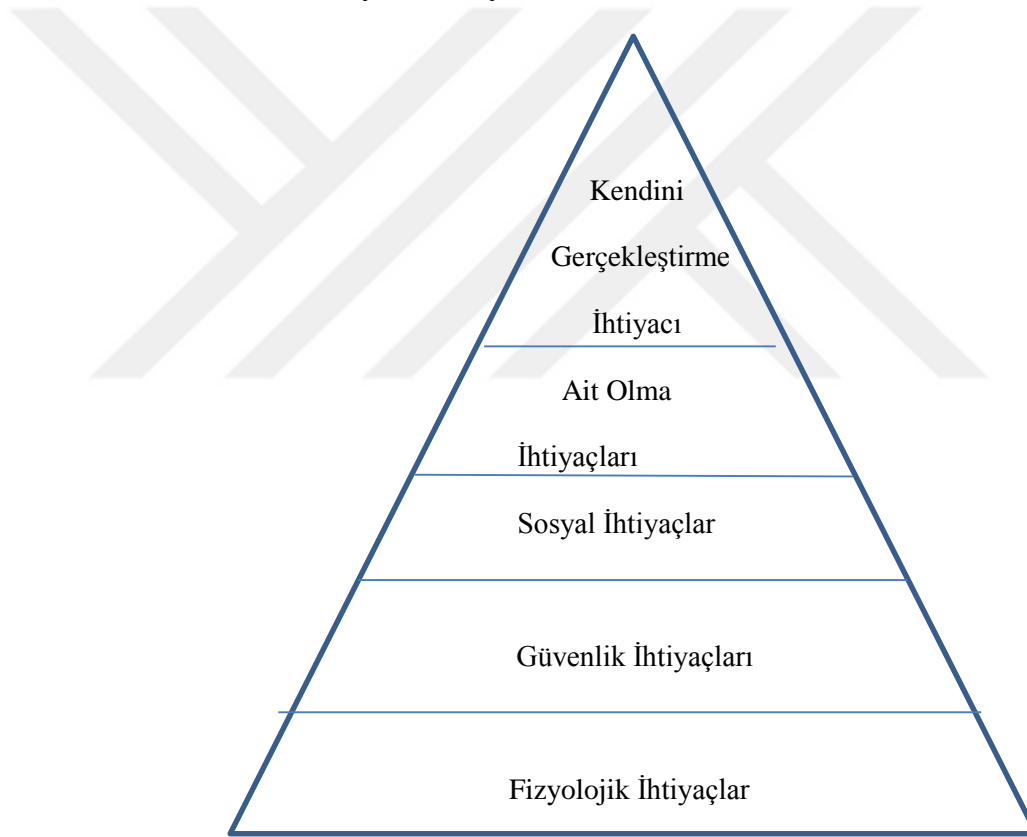 Kendini
Gerçekleştirme
İhtiyacı
Ait Olma
İhtiyaçları
Sosyal İhtiyaçlar
Güvenlik İhtiyaçları
Fizyolojik İhtiyaçlar